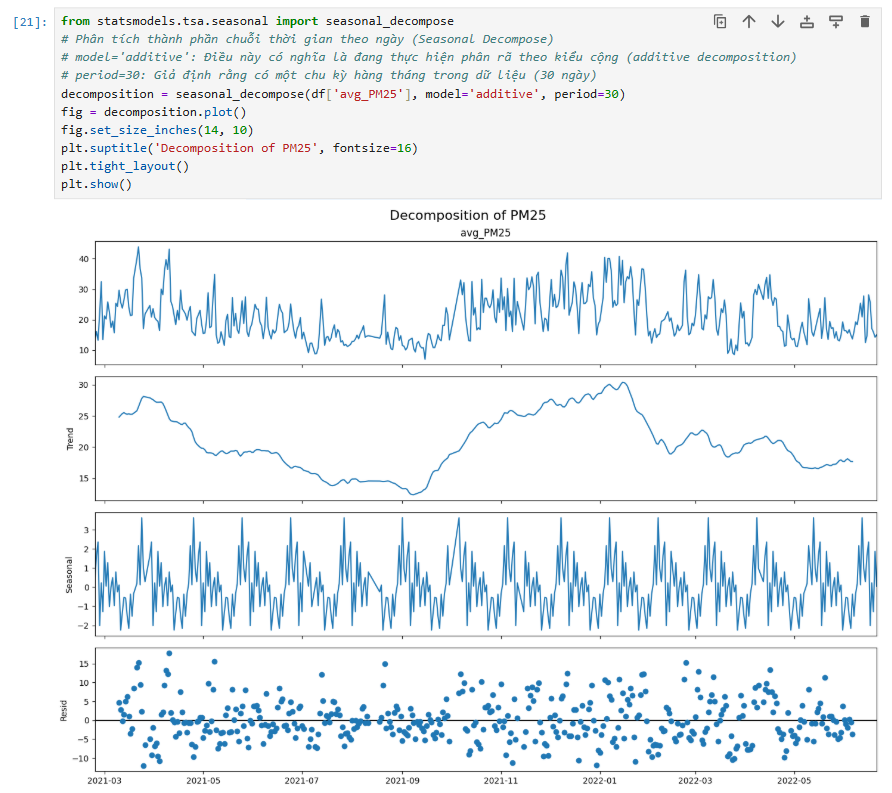 [21]:
from statsmodels.tsa.seasonal import seasonal_decompose
# Phân tích thành phần chuỗi thời gian theo ngày (Seasonal Decompose)
# model='additive': Điều này có nghĩa là đang thực hiện phân rã theo kiểu cộng (additive decomposition)
# period=30: Giả định rằng có một chu kỳ hàng tháng trong dữ liệu (30 ngày)
decomposition = seasonal_decompose(df['avg_PM25'], model='additive', period=30)
fig = decomposition.plot()
fig.set_size_inches(14, 10)
plt.suptitle('Decomposition of PM25', fontsize=16)
plt.tight_layout()
plt.show()
Decomposition of PM25
avg_PM25
40
30
20
10
30
25
20
15
Trend
3
2
1
0
−1
−2
Seasonal
15
10
5
0
−5
−10
Resid
2021-03 2021-05 2021-07 2021-09 2021-11 2022-01 2022-03 2022-05